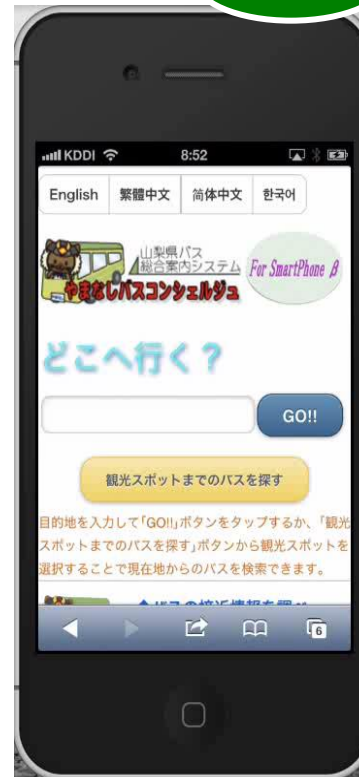 KDDI 8:52
English 繁體中文 简体中文 한국어
山梨県バス
総合案内システム
やまなしバスコンシェルジュ
For SmartPhone β
どこへ行く？
GO!!
観光スポットまでのバスを探す
目的地を入力して「GO!!」ボタンをタップするか、「観光
スポットまでのバスを探す」ボタンから観光スポットを
選択することで現在地からのバスを検索できます。
6